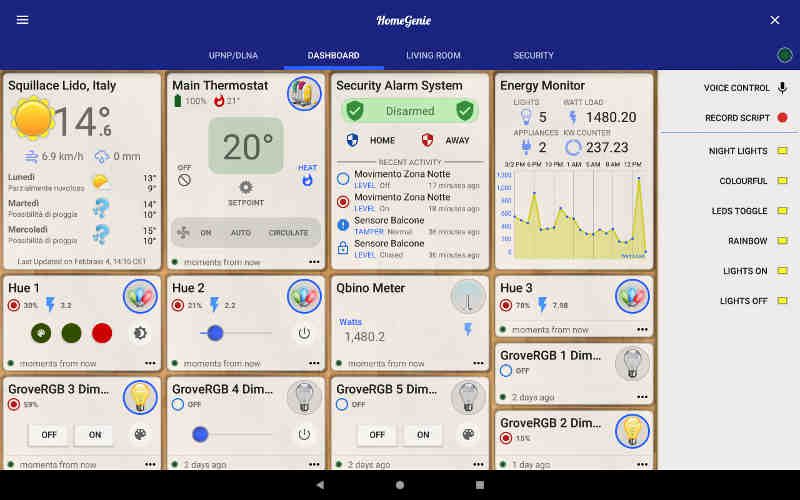 HomeGenie
UPNP/DLNA
DASHBOARD
LIVING ROOM
SECURITY
Squillace Lido, Italy
14°.6
6.9 km/h
0 mm
Lunedì
Parzialmente nuvoloso
13°
9°
Martedì
Possibilità di pioggia
14°
10°
Mercoledì
Possibilità di pioggia
15°
10°
Last Updated on Febbraio 4, 14:10 CET
Main Thermostat
100%
21°
20°
OFF
HEAT
SETPOINT
ON
AUTO
CIRCULATE
moments from now
Security Alarm System
Disarmed
HOME
AWAY
RECENT ACTIVITY
Movimento Zona Notte
LEVEL Off
17 minutes ago
Movimento Zona Notte
LEVEL On
18 minutes ago
Sensore Balcone
TAMPER Normal
36 minutes ago
Sensore Balcone
LEVEL Closed
36 minutes ago
Energy Monitor
LIGHTS
5
WATT LOAD
1480.20
APPLIANCES
2
KW COUNTER
237.23
3/2 PM 6 PM 10 PM 1 AM 5 AM 8 AM 12 PM
1,200
1,000
800
600
400
200
0
VOICE CONTROL
RECORD SCRIPT
NIGHT LIGHTS
COLOURFUL
LEDS TOGGLE
RAINBOW
LIGHTS ON
LIGHTS OFF
Hue 1
30%
3.2
moments from now
Hue 2
21%
2.2
moments from now
Qbino Meter
Watts
1,480.2
moments from now
Hue 3
78%
7.98
moments from now
GroveRGB 1 Dim...
OFF
2 days ago
GroveRGB 3 Dim...
59%
OFF
ON
moments from now
GroveRGB 4 Dim...
OFF
2 days ago
GroveRGB 5 Dim...
OFF
OFF
ON
2 days ago
GroveRGB 2 Dim...
15%
1 day ago